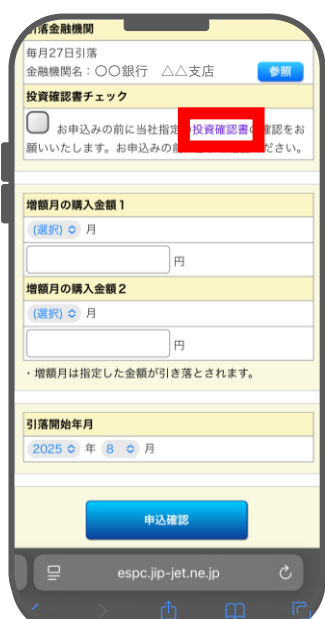 引落金融機関
毎月27日引落
金融機関名：〇〇銀行　△△支店
参照
投資確認書チェック
お申込みの前に当社指定の投資確認書の確認をお
願いいたします。お申込みの前 ださい。
増額月の購入金額１
(選択) 月
円
増額月の購入金額２
(選択) 月
円
・増額月は指定した金額が引き落とされます。
引落開始年月
2025 年 8 月
申込確認
espc.jip-jet.ne.jp